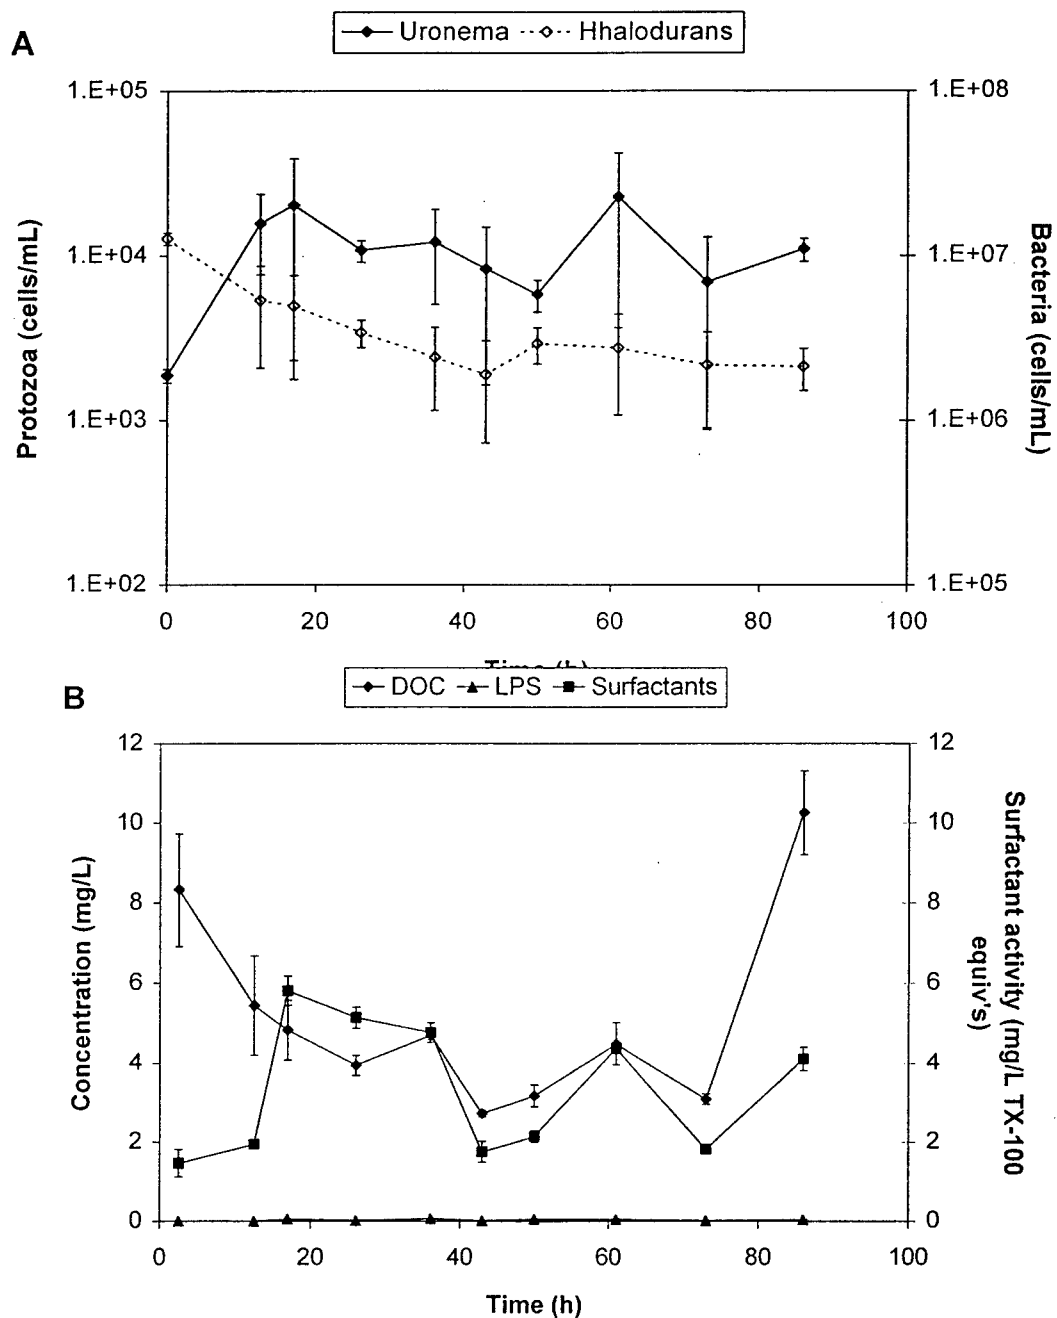 A
Uronema Hhalodurans
1.E+05
1.E+04
1.E+03
1.E+02
Protozoa (cells/mL)
1.E+08
1.E+07
1.E+06
1.E+05
Bacteria (cells/mL)
0 20 40 60 80 100
Time (h)
B
DOC LPS Surfactants
12
10
8
6
4
2
0
Concentration (mg/L)
12
10
8
6
4
2
0
Surfactant activity (mg/L TX-100
equiv's)
0 20 40 60 80 100
Time (h)